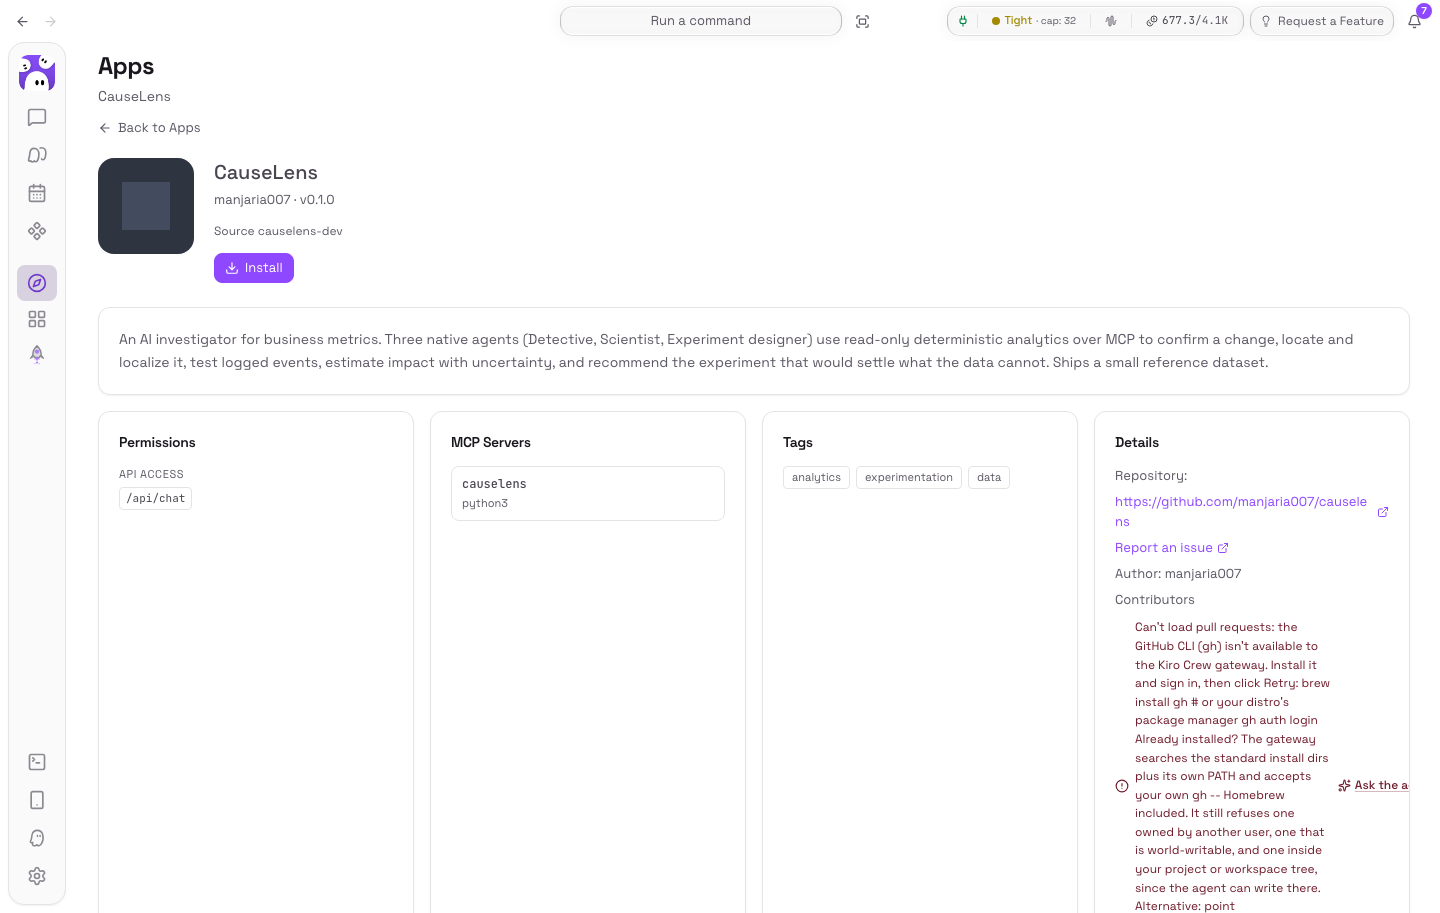 Run a command
Tight · cap: 32
677.3/4.1K
Request a Feature
7
Apps
CauseLens
Back to Apps
CauseLens
manjaria007 · v0.1.0
Source causelens-dev
Install
An AI investigator for business metrics. Three native agents (Detective, Scientist, Experiment designer) use read-only deterministic analytics over MCP to confirm a change, locate and
localize it, test logged events, estimate impact with uncertainty, and recommend the experiment that would settle what the data cannot. Ships a small reference dataset.
Permissions
API ACCESS
/api/chat
MCP Servers
causelens
python3
Tags
analytics
experimentation
data
Details
Repository:
https://github.com/manjaria007/causele
ns
Report an issue
Author: manjaria007
Contributors
Can't load pull requests: the
GitHub CLI (gh) isn't available to
the Kiro Crew gateway. Install it
and sign in, then click Retry: brew
install gh # or your distro's
package manager gh auth login
Already installed? The gateway
searches the standard install dirs
plus its own PATH and accepts
your own gh -- Homebrew
included. It still refuses one
owned by another user, one that
is world-writable, and one inside
your project or workspace tree,
since the agent can write there.
Alternative: point
Ask the a